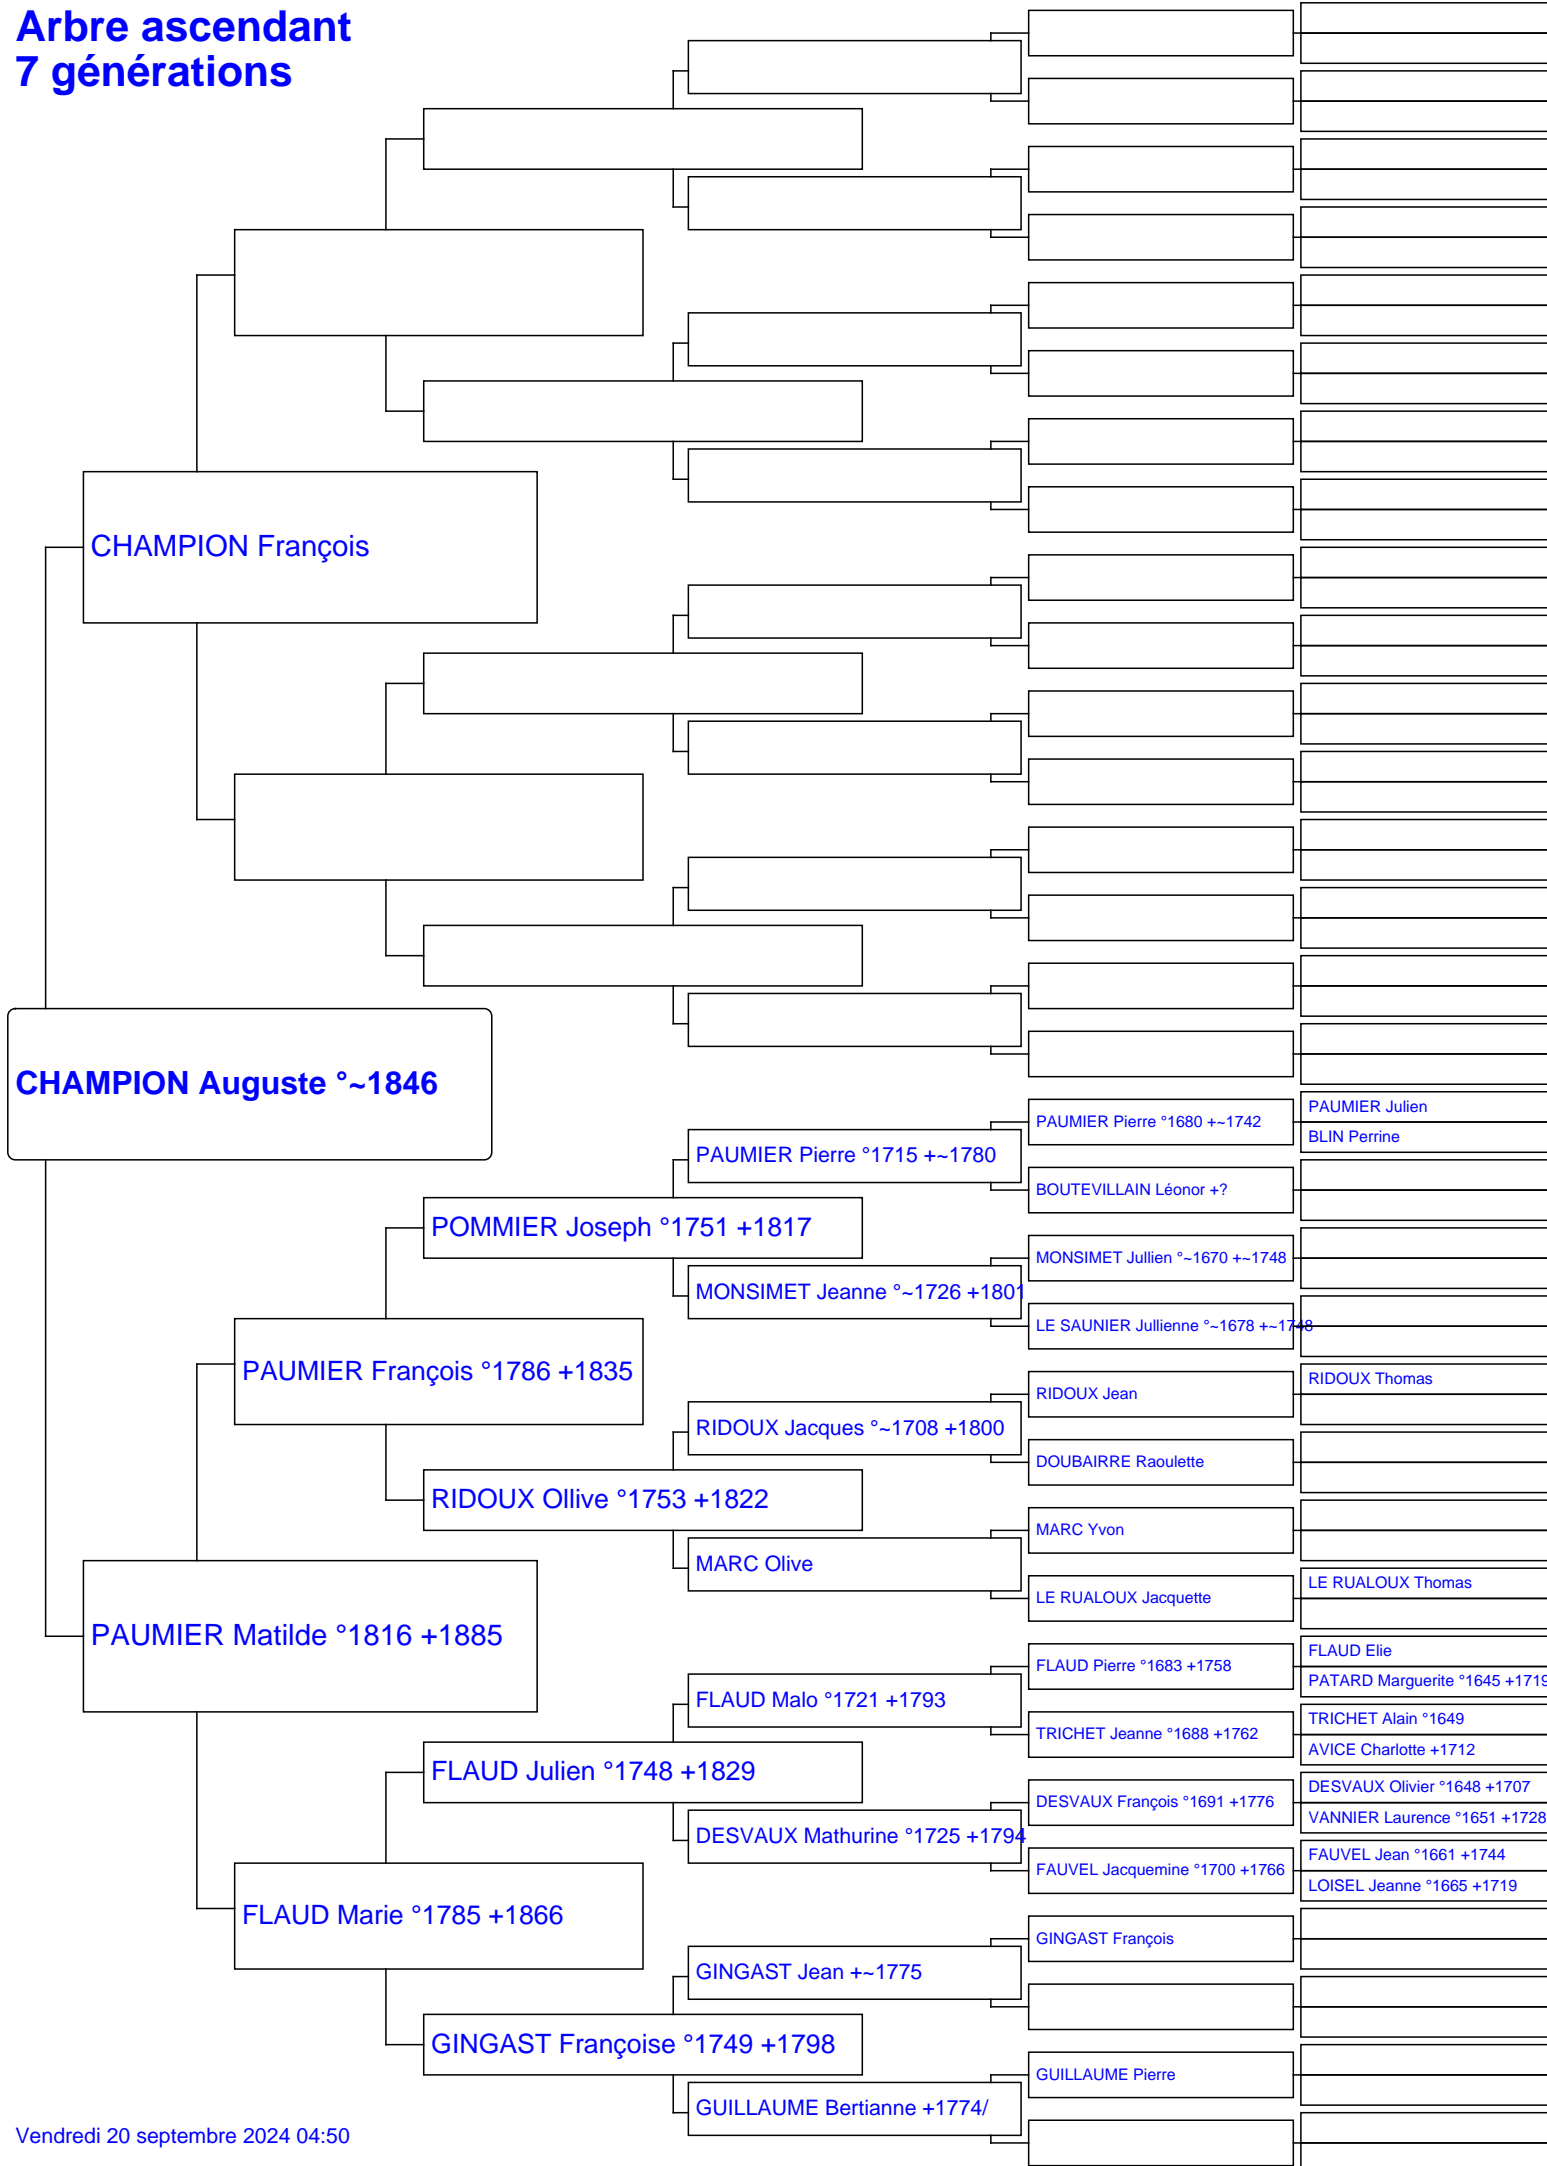 Arbre ascendant
7 générations
CHAMPION François
CHAMPION Auguste °~1846
PAUMIER Pierre °1680 +~1742
PAUMIER Julien
BLIN Perrine
PAUMIER Pierre °1715 +~1780
BOUTEVILLAIN Léonor +?
POMMIER Joseph °1751 +1817
MONSIMET Jullien °~1670 +~1748
MONSIMET Jeanne °~1726 +1801
LE SAUNIER Jullienne °~1678 +~1748
PAUMIER François °1786 +1835
RIDOUX Jean
RIDOUX Thomas
RIDOUX Jacques °~1708 +1800
DOUBAIRRE Raoulette
RIDOUX Ollive °1753 +1822
MARC Yvon
MARC Olive
LE RUALOUX Jacquette
LE RUALOUX Thomas
PAUMIER Matilde °1816 +1885
FLAUD Pierre °1683 +1758
FLAUD Elie
PATARD Marguerite °1645 +1719
FLAUD Malo °1721 +1793
TRICHET Jeanne °1688 +1762
TRICHET Alain °1649
AVICE Charlotte +1712
FLAUD Julien °1748 +1829
DESVAUX François °1691 +1776
DESVAUX Olivier °1648 +1707
VANNIER Laurence °1651 +1728
DESVAUX Mathurine °1725 +1794
FAUVEL Jacquemine °1700 +1766
FAUVEL Jean °1661 +1744
LOISEL Jeanne °1665 +1719
FLAUD Marie °1785 +1866
GINGAST François
GINGAST Jean +~1775
GINGAST Françoise °1749 +1798
GUILLAUME Pierre
GUILLAUME Bertianne +1774/
Vendredi 20 septembre 2024 04:50